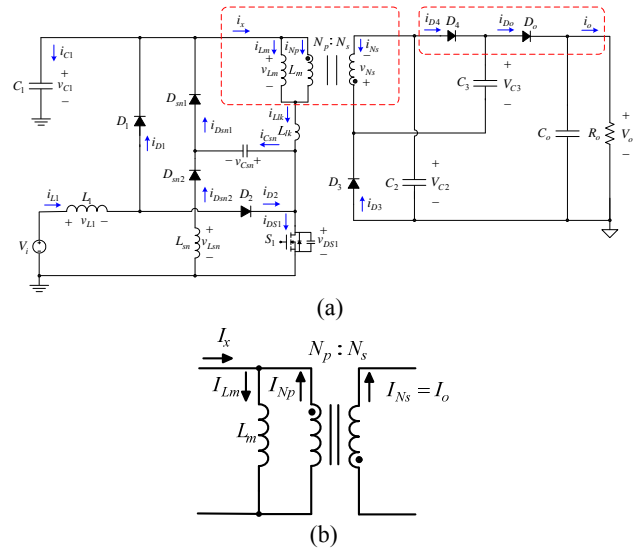 i_x
i_Lm
i_Np
N_p : N_s
i_Ns
i_D4
D_4
i_Do
D_o
i_o
i_C1
C_1
+
v_C1
−
+
v_Lm
−
L_m
−
v_Ns
+
D_sn1
D_1
i_D1
i_Dsn1
i_Llk
L_lk
i_Csn
− v_Csn +
C_3
+
V_C3
−
C_o
R_o
+
V_o
−
D_sn2
i_Dsn2
D_2
i_D2
i_L1
L_1
+ v_L1 −
V_i
L_sn
+
v_Lsn
−
i_DS1
S_1
+
v_DS1
−
D_3
i_D3
C_2
+
V_C2
−
(a)
I_x
N_p : N_s
I_Lm
I_Np
I_Ns = I_o
L_m
(b)